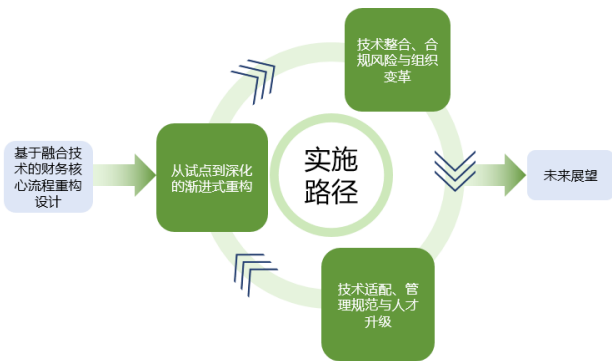 技术整合、合
规风险与组织
变革
基于融合技
术的财务核
心流程重构
设计
从试点到深化
的渐进式重构
实施
路径
未来展望
技术适配、管
理规范与人才
升级